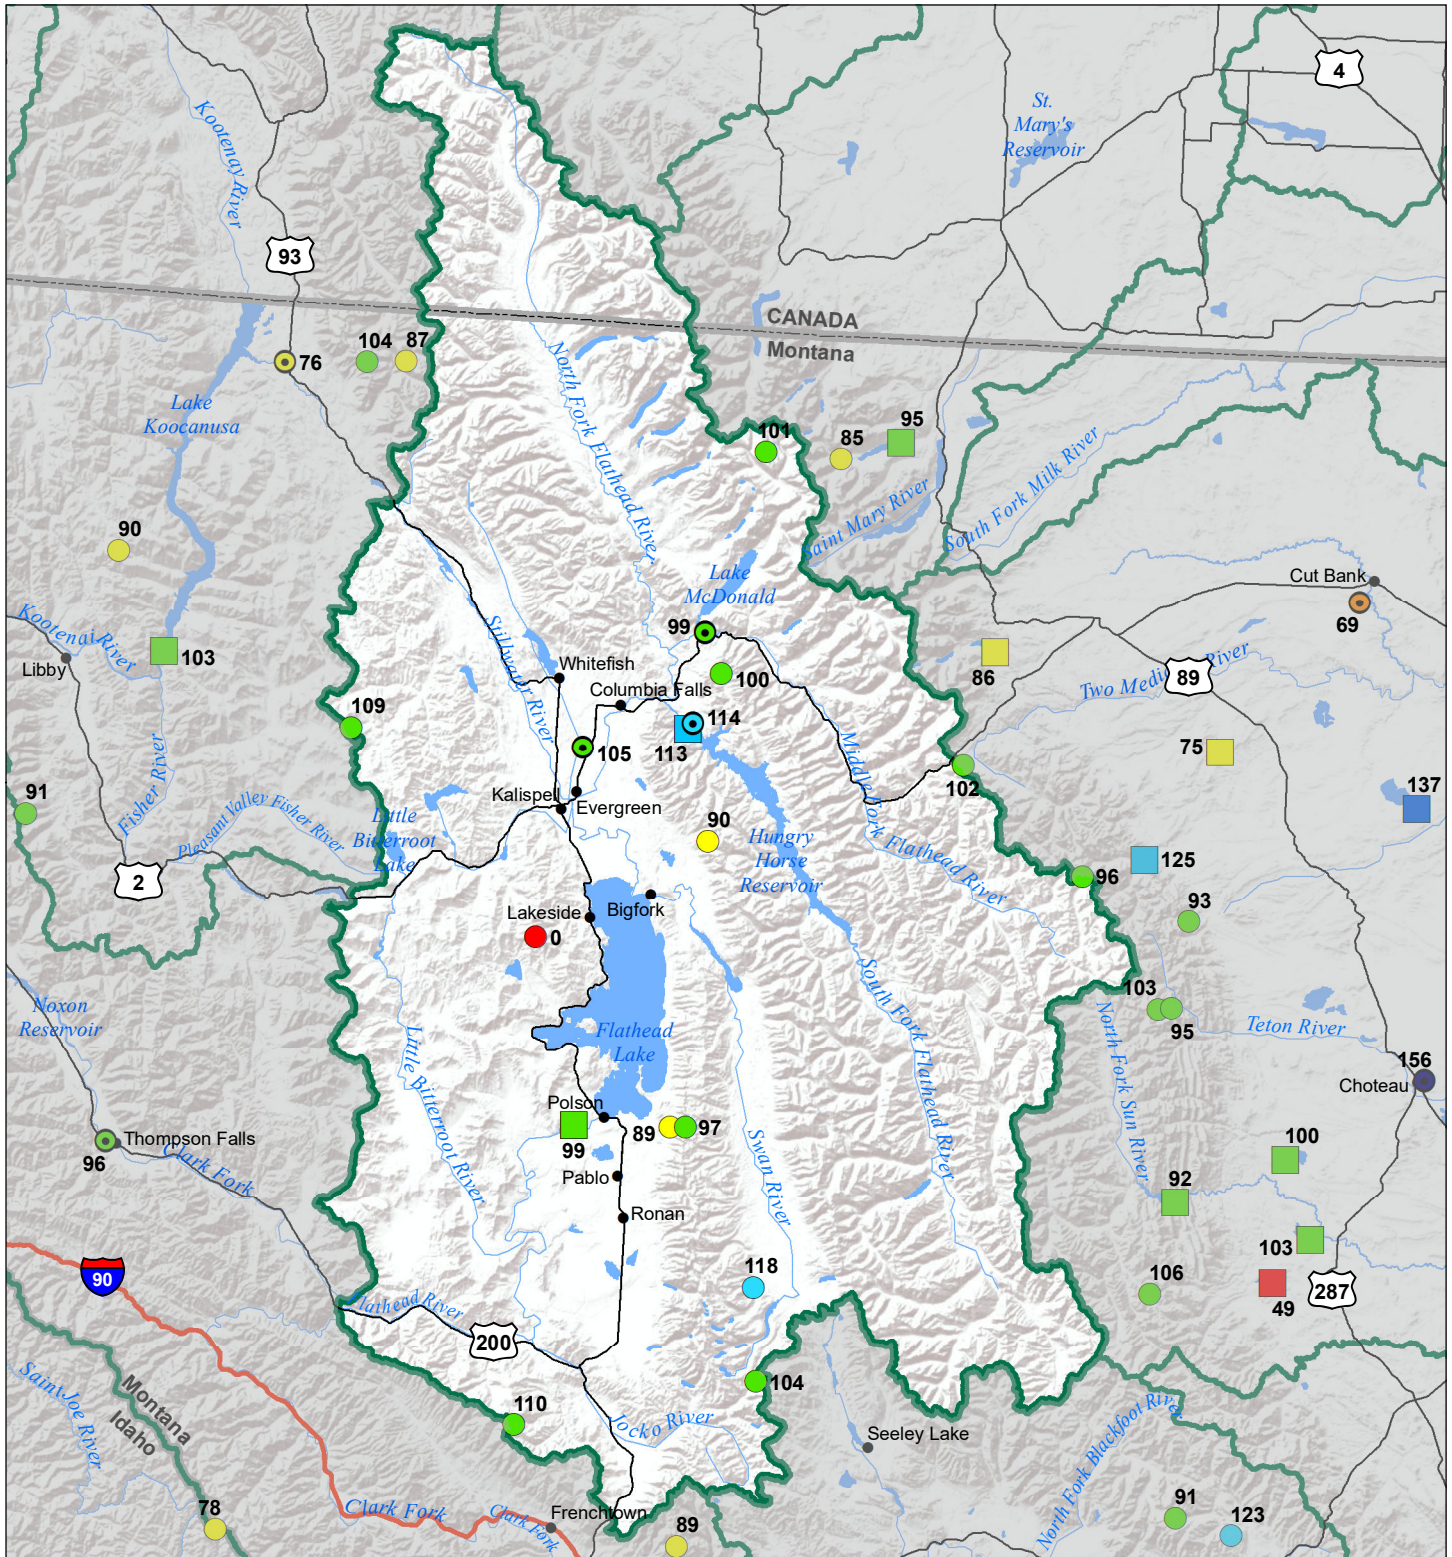 4
St.
Mary's
Reservoir
Kootenay River
93
CANADA
Montana
76
104
87
North Fork Flathead River
Lake
Koocanusa
101
85
95
Saint Mary River
South Fork Milk River
90
Lake
McDonald
Cut Bank
69
Kootenai River
Libby
103
99
100
Stillwater River
Whitefish
Columbia Falls
86
Two Medi
River
89
109
114
113
105
Middle Fork
Flathead River
102
75
137
91
Fisher River
Pleasant Valley Fisher River
Kalispell
Evergreen
Little
Bitterroot
Lake
90
Hungry
Horse
Reservoir
125
96
93
2
Lakeside
Bigfork
0
103
95
Noxon
Reservoir
Flathead
Lake
Little Bitterroot River
South Fork Flathead River
North Fork Sun River
Teton River
156
Choteau
Polson
99
89
97
Thompson Falls
96
Clark Fork
Pablo
Ronan
Swan River
100
92
103
49
287
106
118
90
Flathead River
200
104
110
Jocko River
Montana
Idaho
Saint Joe River
Seeley Lake
North Fork Blackfoot River
78
Clark Fork
Clark Fork
Frenchtown
89
91
123